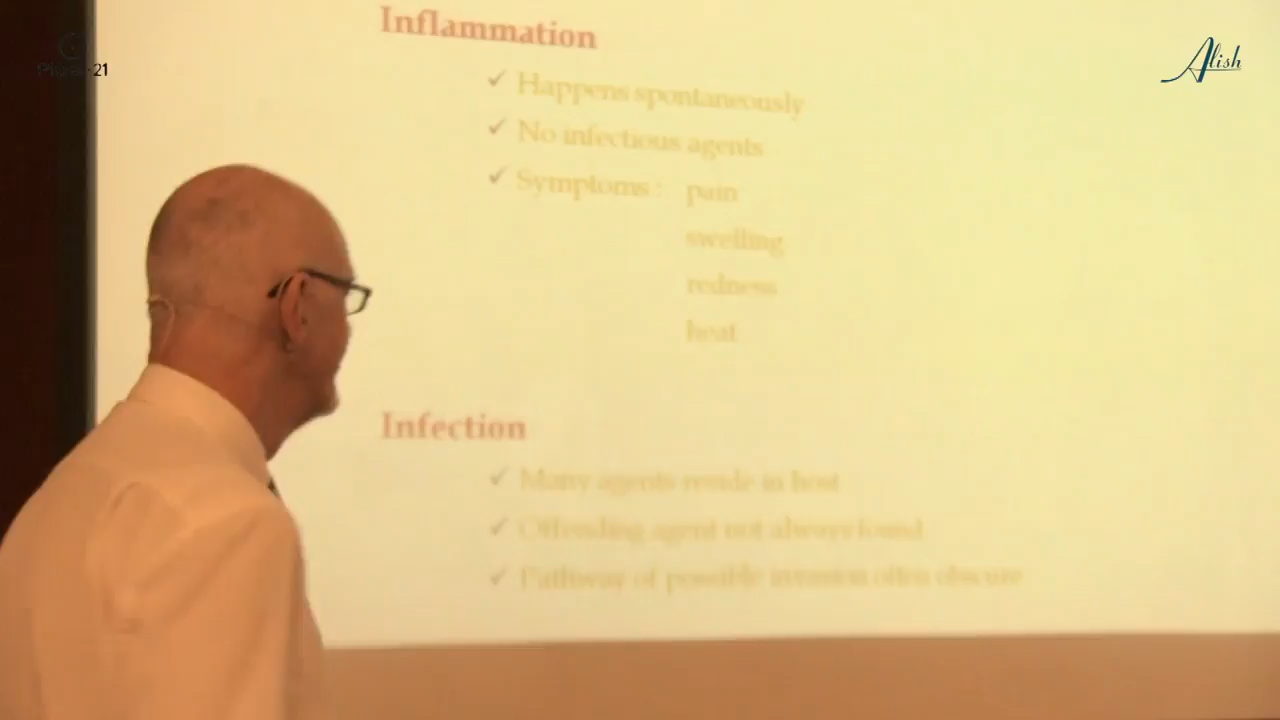 Alish
Inflammation
✓ Happens spontaneously
✓ No infectious agents
✓ Symptoms : pain
swelling
redness
heat
Infection
✓ Many agents reside in host
✓ Offending agent not always found
✓ Pathway of possible invasion often obscure